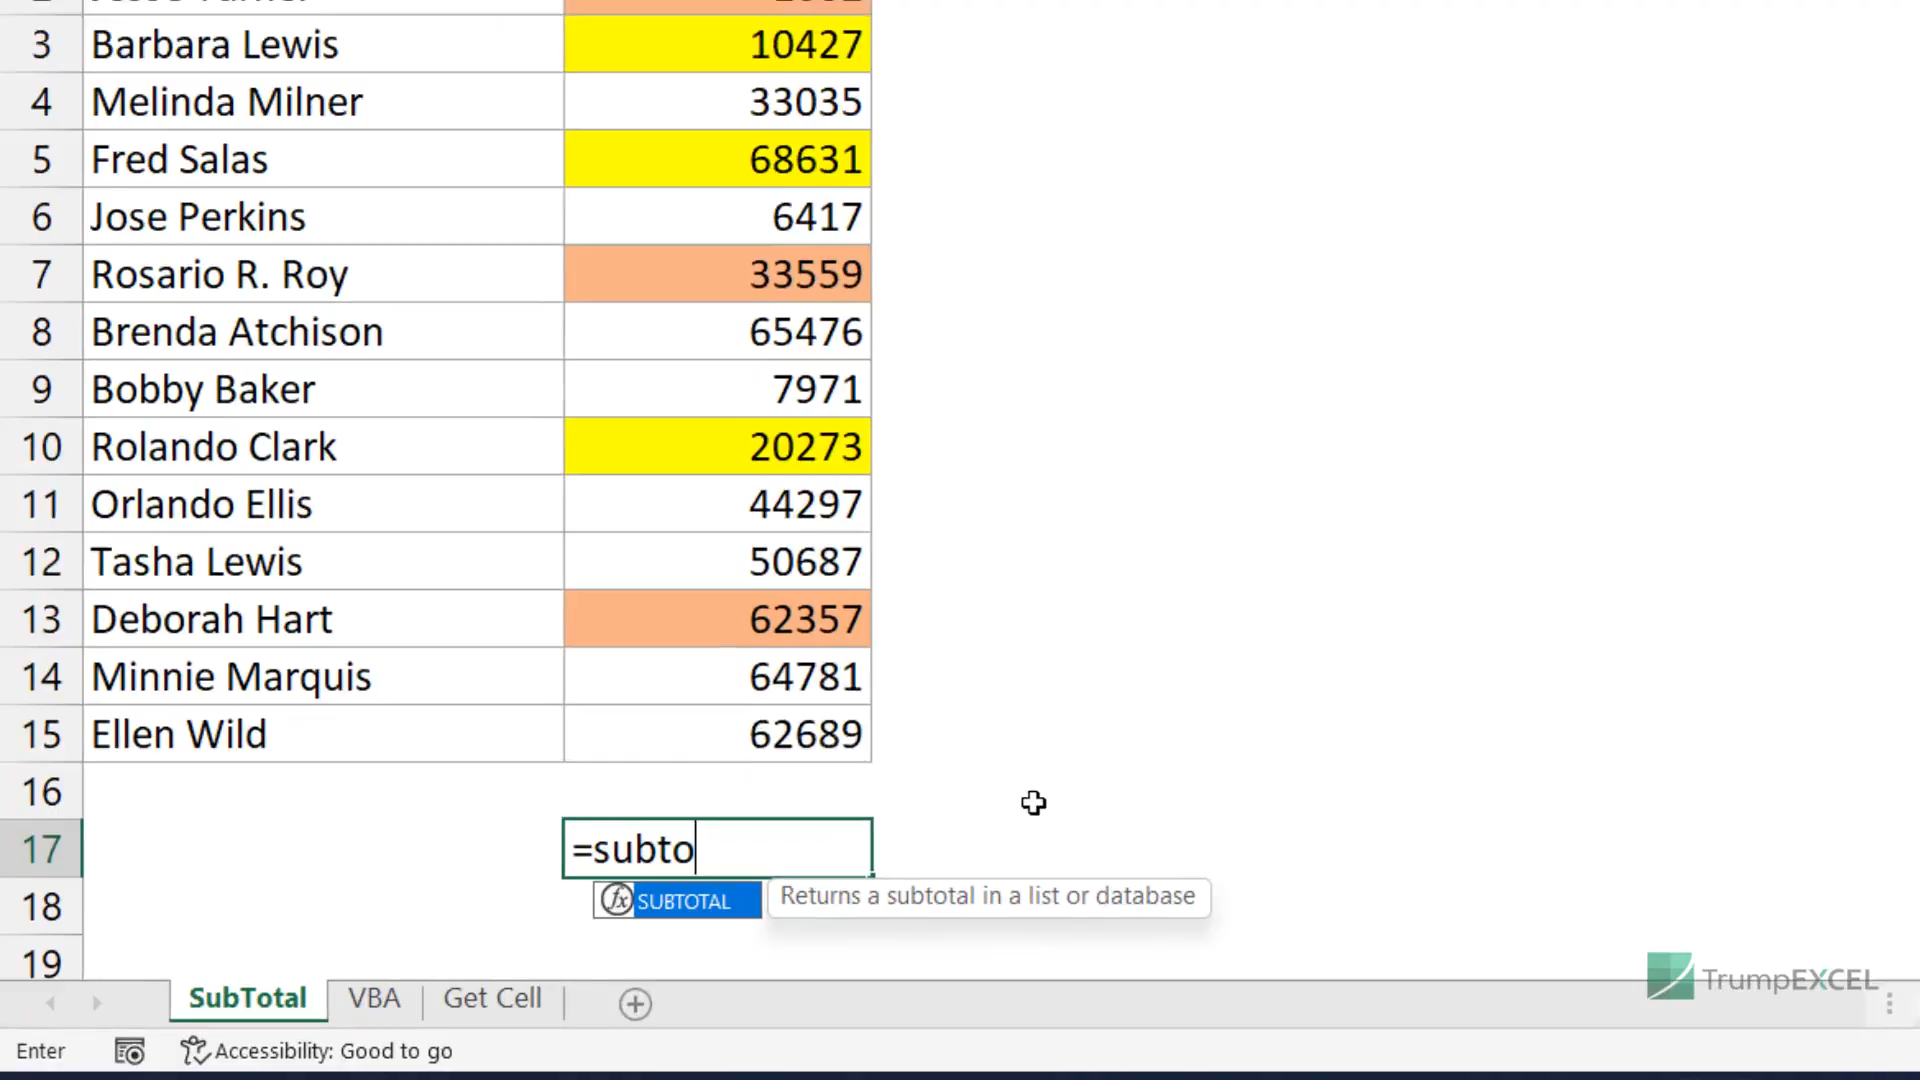 3 Barbara Lewis 10427
4 Melinda Milner 33035
5 Fred Salas 68631
6 Jose Perkins 6417
7 Rosario R. Roy 33559
8 Brenda Atchison 65476
9 Bobby Baker 7971
10 Rolando Clark 20273
11 Orlando Ellis 44297
12 Tasha Lewis 50687
13 Deborah Hart 62357
14 Minnie Marquis 64781
15 Ellen Wild 62689
16
17 =subto
18 fx SUBTOTAL Returns a subtotal in a list or database
19
TrumpEXCEL
SubTotal VBA Get Cell
Enter Accessibility: Good to go